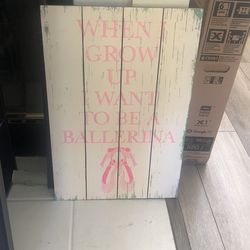 WHEN I
GROW
UP
I WANT
TO BE A
BALLERINA